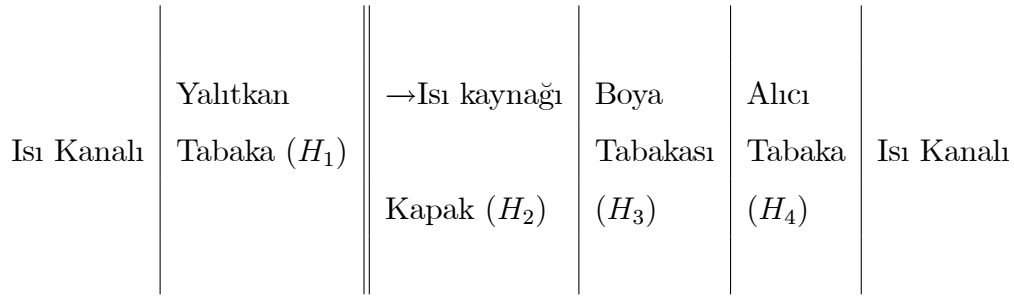 Yalıtkan →Isı kaynağı Boya Alıcı
Isı Kanalı Tabaka (H₁) Tabakası Tabaka Isı Kanalı
Kapak (H₂) (H₃) (H₄)